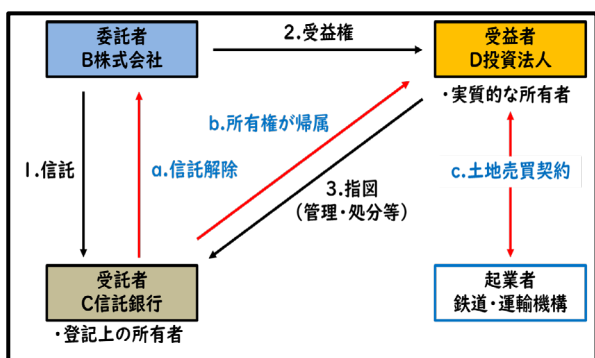 委託者
B株式会社
2.受益権
受益者
D投資法人
・実質的な所有者
b.所有権が帰属
1.信託
a.信託解除
c.土地売買契約
3.指図
(管理・処分等)
受託者
C信託銀行
・登記上の所有者
起業者
鉄道・運輸機構